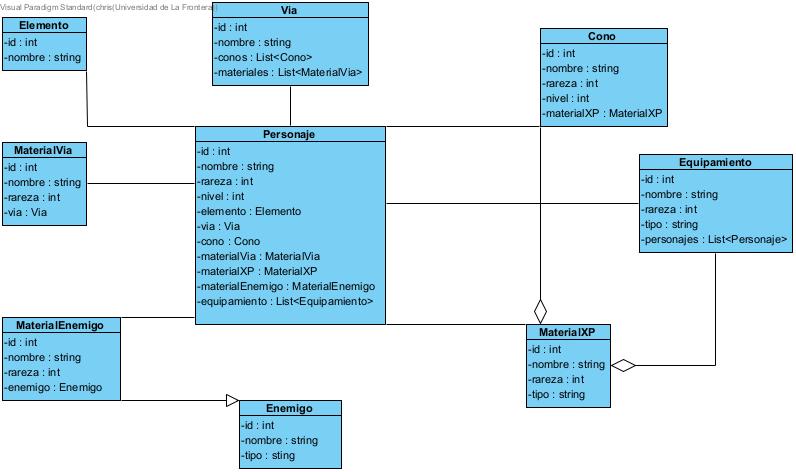 Visual Paradigm Standard(chris(Universidad de La Frontera))
Elemento
-id : int
-nombre : string
Via
-id : int
-nombre : string
-conos : List<Cono>
-materiales : List<MaterialVia>
Cono
-id : int
-nombre : string
-rareza : int
-nivel : int
-materialXP : MaterialXP
MaterialVia
-id : int
-nombre : string
-rareza : int
-via : Via
Personaje
-id : int
-nombre : string
-rareza : int
-nivel : int
-elemento : Elemento
-via : Via
-cono : Cono
-materialVia : MaterialVia
-materialXP : MaterialXP
-materialEnemigo : MaterialEnemigo
-equipamiento : List<Equipamiento>
Equipamiento
-id : int
-nombre : string
-rareza : int
-tipo : string
-personajes : List<Personaje>
MaterialEnemigo
-id : int
-nombre : string
-rareza : int
-enemigo : Enemigo
MaterialXP
-id : int
-nombre : string
-rareza : int
-tipo : string
Enemigo
-id : int
-nombre : string
-tipo : sting